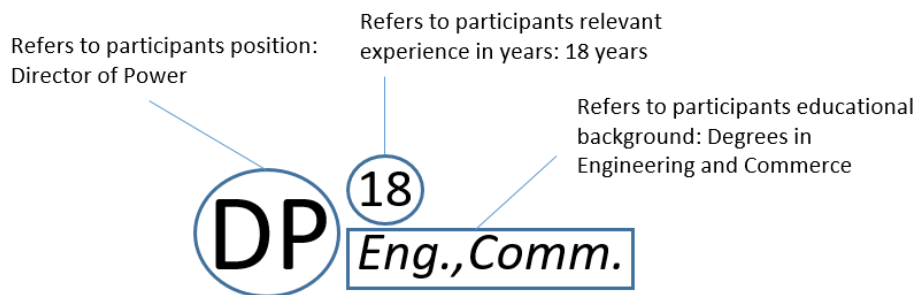 Refers to participants position:
Director of Power
Refers to participants relevant
experience in years: 18 years
Refers to participants educational
background: Degrees in
Engineering and Commerce
DP
18
Eng.,Comm.